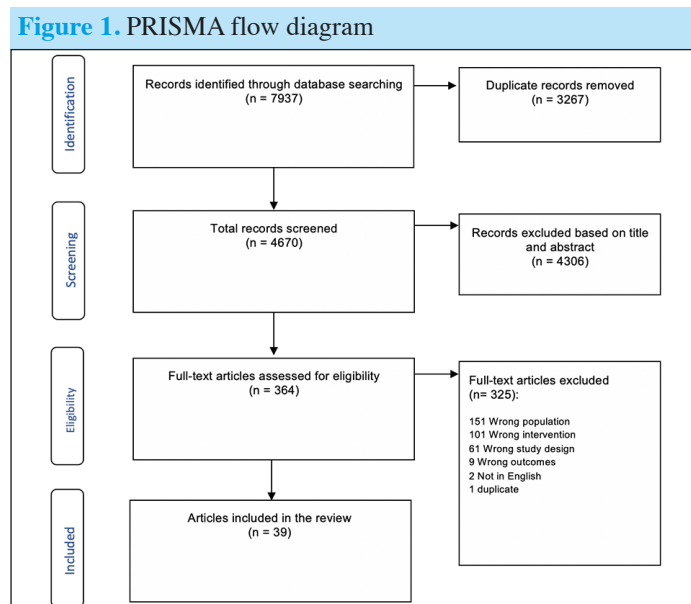 Figure 1. PRISMA flow diagram
Identification
Records identified through database searching
(n = 7937)
Duplicate records removed
(n = 3267)
Screening
Total records screened
(n = 4670)
Records excluded based on title
and abstract
(n = 4306)
Eligibility
Full-text articles assessed for eligibility
(n = 364)
Full-text articles excluded
(n= 325):
151 Wrong population
101 Wrong intervention
61 Wrong study design
9 Wrong outcomes
2 Not in English
1 duplicate
Included
Articles included in the review
(n = 39)